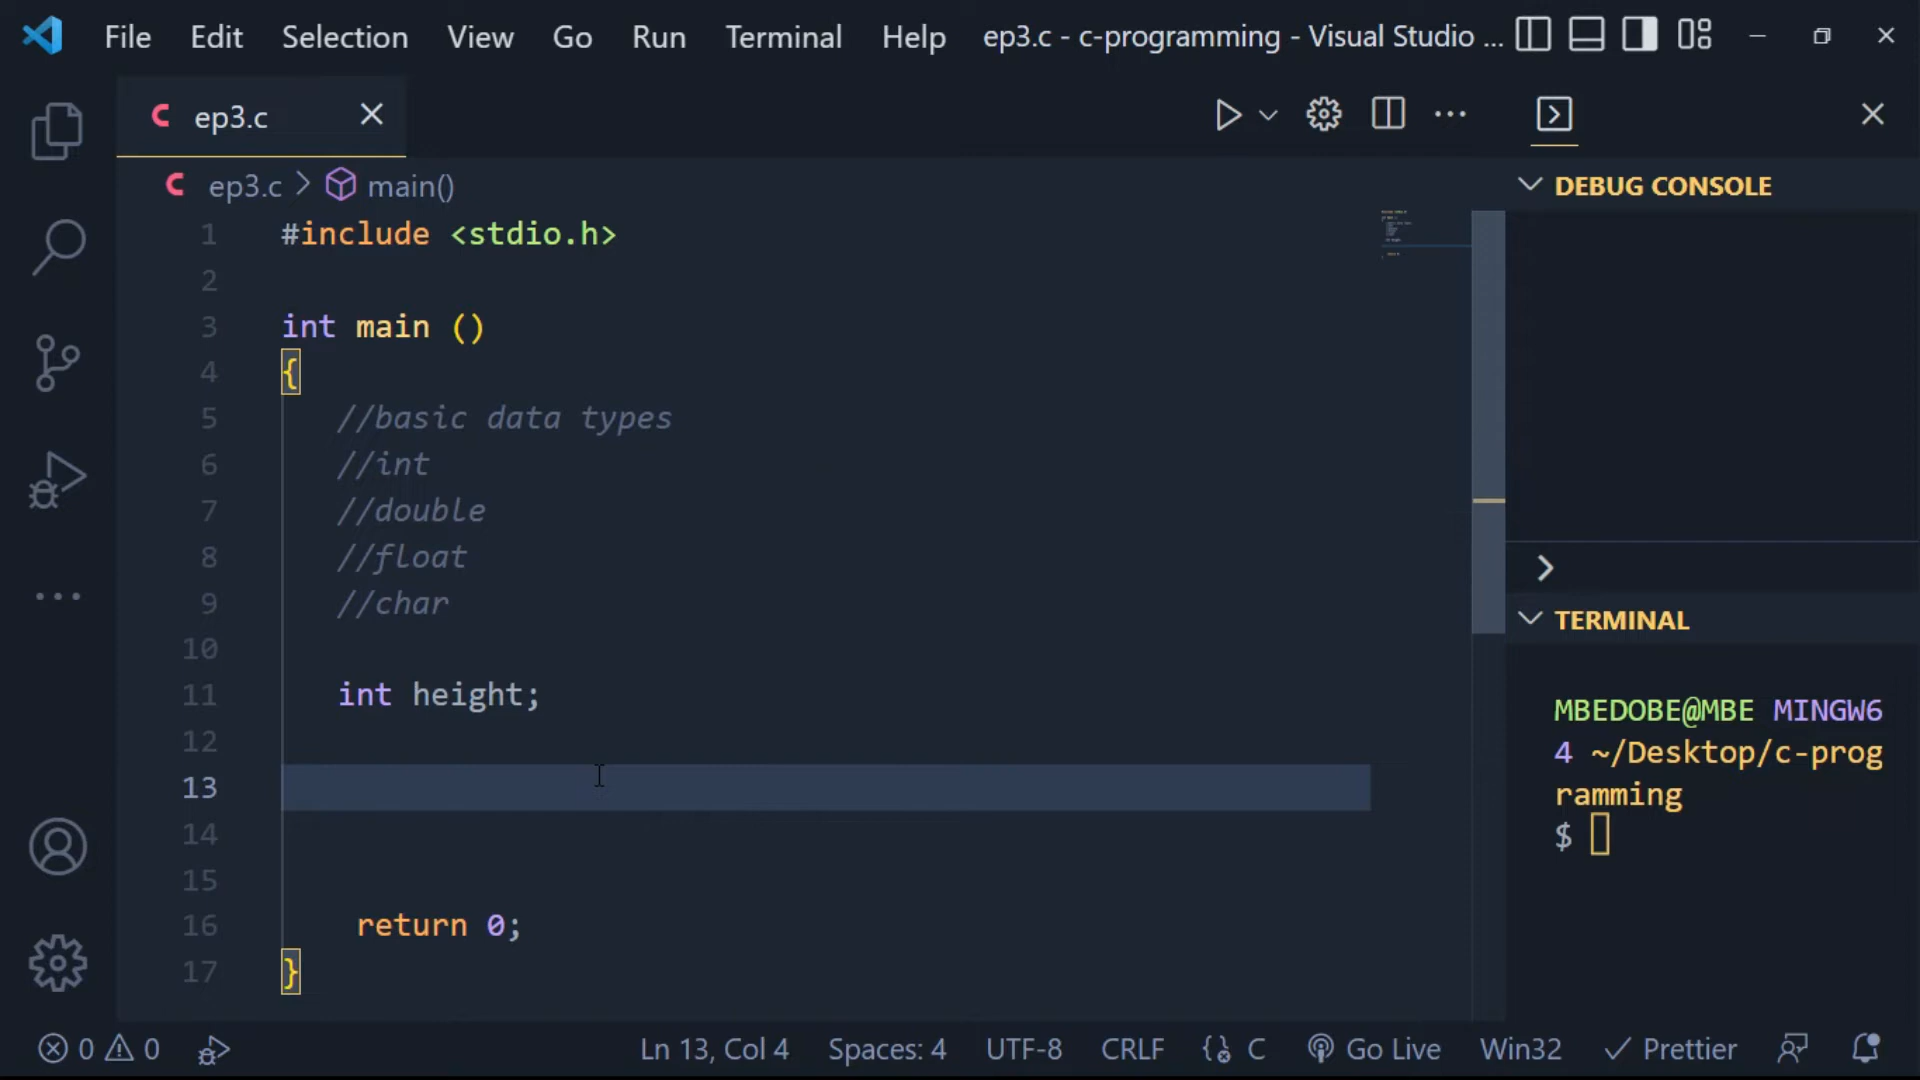 File Edit Selection View Go Run Terminal Help ep3.c - c-programming - Visual Studio ...
ep3.c
ep3.c > main()
DEBUG CONSOLE
1 #include <stdio.h>
2
3 int main ()
4 {
5 //basic data types
6 //int
7 //double
8 //float
9 //char
10
11 int height;
12
13
14
15
16 return 0;
17 }
TERMINAL
MBEDOBE@MBE MINGW6
4 ~/Desktop/c-prog
ramming
$
0 0 Ln 13, Col 4 Spaces: 4 UTF-8 CRLF {} C Go Live Win32 Prettier